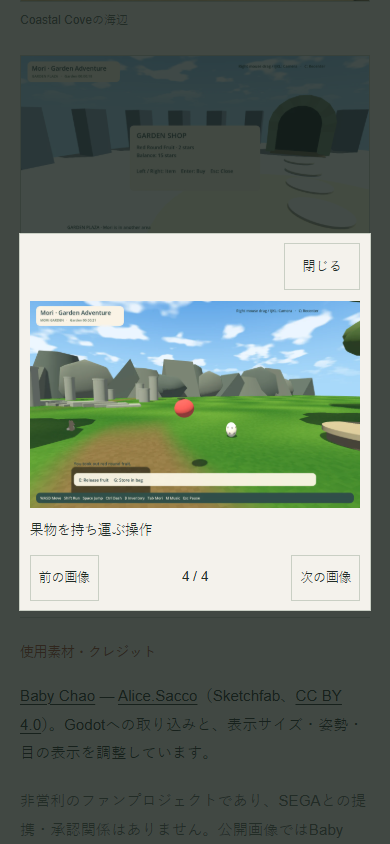 Coastal Coveの海辺
Mori · Garden Adventure
GARDEN SHOP
閉じる
Mori · Garden Adventure
E: Release fruit G: Store in bag
果物を持ち運ぶ操作
前の画像
4 / 4
次の画像
使用素材・クレジット
Baby Chao — Alice.Sacco（Sketchfab、CC BY
4.0）。Godotへの取り込みと、表示サイズ・姿勢・
目の表示を調整しています。
非営利のファンプロジェクトであり、SEGAとの提
携・承認関係はありません。公開画像ではBaby